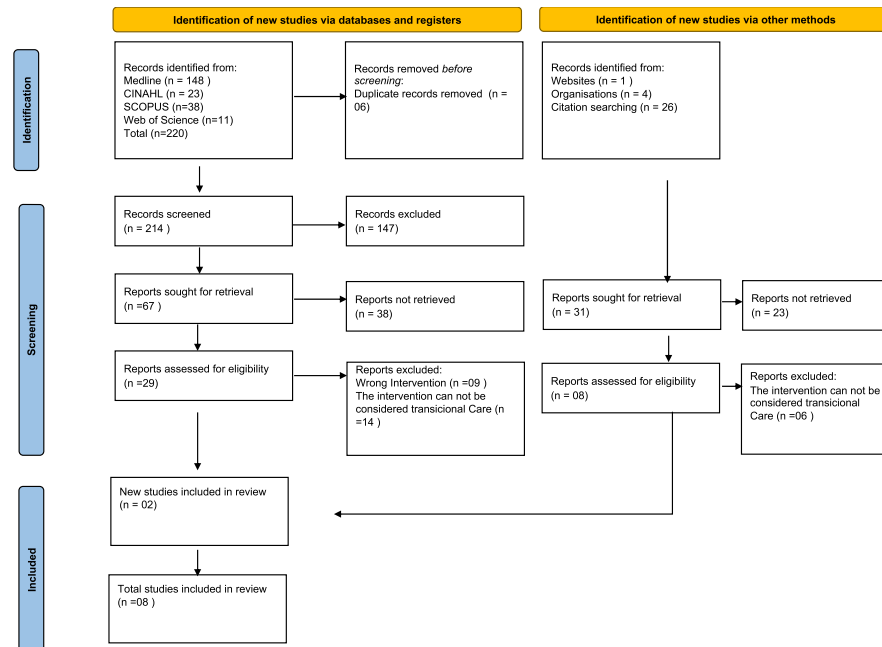 Identification of new studies via databases and registers
Identification of new studies via other methods
Identification
Records identified from:
Medline (n = 148 )
CINAHL (n = 23)
SCOPUS (n=38)
Web of Science (n=11)
Total (n=220)
Records removed before
screening:
Duplicate records removed (n =
06)
Records identified from:
Websites (n = 1 )
Organisations (n = 4)
Citation searching (n = 26)
Screening
Records screened
(n = 214 )
Records excluded
(n = 147)
Reports sought for retrieval
(n =67 )
Reports not retrieved
(n = 38)
Reports sought for retrieval
(n = 31)
Reports not retrieved
(n = 23)
Reports assessed for eligibility
(n =29)
Reports excluded:
Wrong Intervention (n =09 )
The intervention can not be
considered transicional Care (n
=14 )
Reports assessed for eligibility
(n = 08)
Reports excluded:
The intervention can not be
considered transicional
Care (n =06 )
Included
New studies included in review
(n = 02)
Total studies included in review
(n =08 )